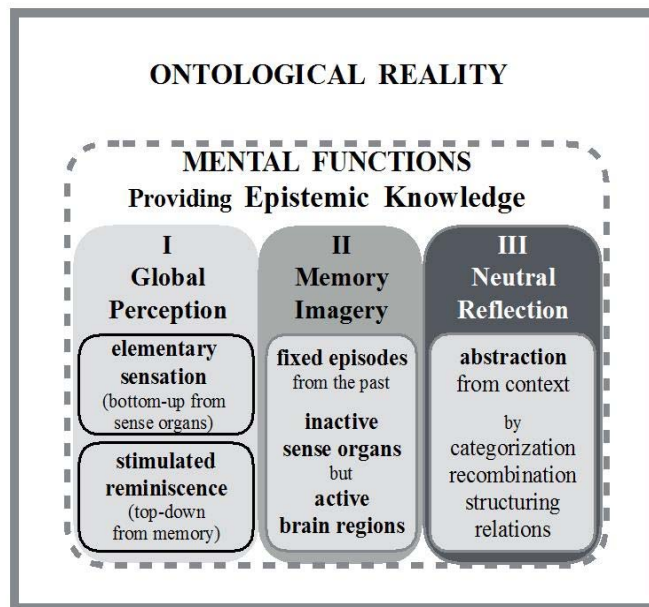 ONTOLOGICAL REALITY
MENTAL FUNCTIONS
Providing Epistemic Knowledge
I
Global
Perception
elementary
sensation
(bottom-up from
sense organs)
stimulated
reminiscence
(top-down
from memory)
II
Memory
Imagery
fixed episodes
from the past
inactive
sense organs
but
active
brain regions
III
Neutral
Reflection
abstraction
from context
by
categorization
recombination
structuring
relations